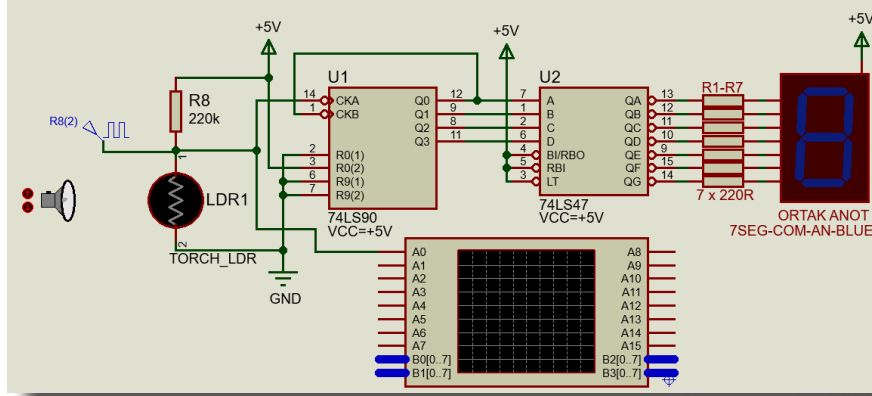 +5V
+5V
+5V
R8(2)
R8
220k
1
LDR1
2
TORCH_LDR
GND
U1
14 CKA Q0 12
1 CKB Q1 9
Q2 8
Q3 11
2 R0(1)
3 R0(2)
6 R9(1)
7 R9(2)
74LS90
VCC=+5V
U2
7 A QA 13
1 B QB 12
2 C QC 11
6 D QD 10
4 BI/RBO QE 9
5 RBI QF 15
3 LT QG 14
74LS47
VCC=+5V
R1-R7
7 x 220R
ORTAK ANOT
7SEG-COM-AN-BLUE
A0 A8
A1 A9
A2 A10
A3 A11
A4 A12
A5 A13
A6 A14
A7 A15
B0[0..7] B2[0..7]
B1[0..7] B3[0..7]